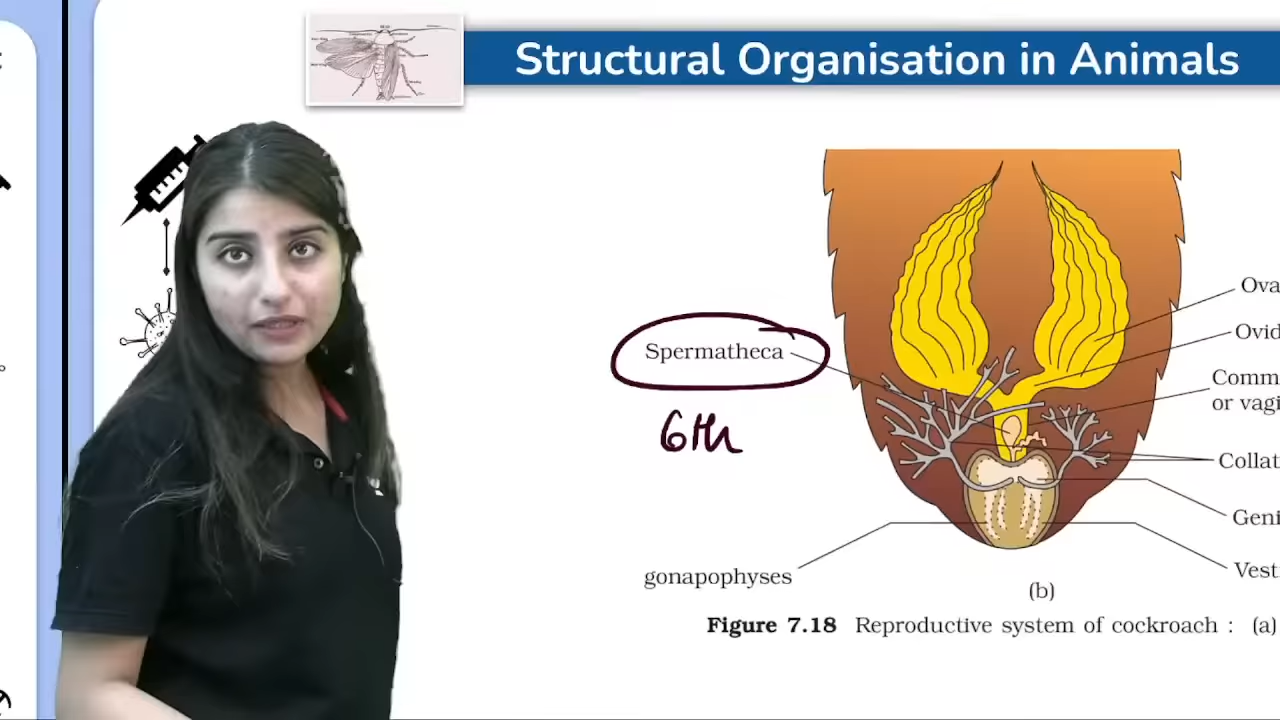 Structural Organisation in Animals
Ova
Spermatheca
Ovid
Comm
or vagi
6th
Collat
Geni
gonapophyses
Vest
(b)
Figure 7.18 Reproductive system of cockroach : (a)